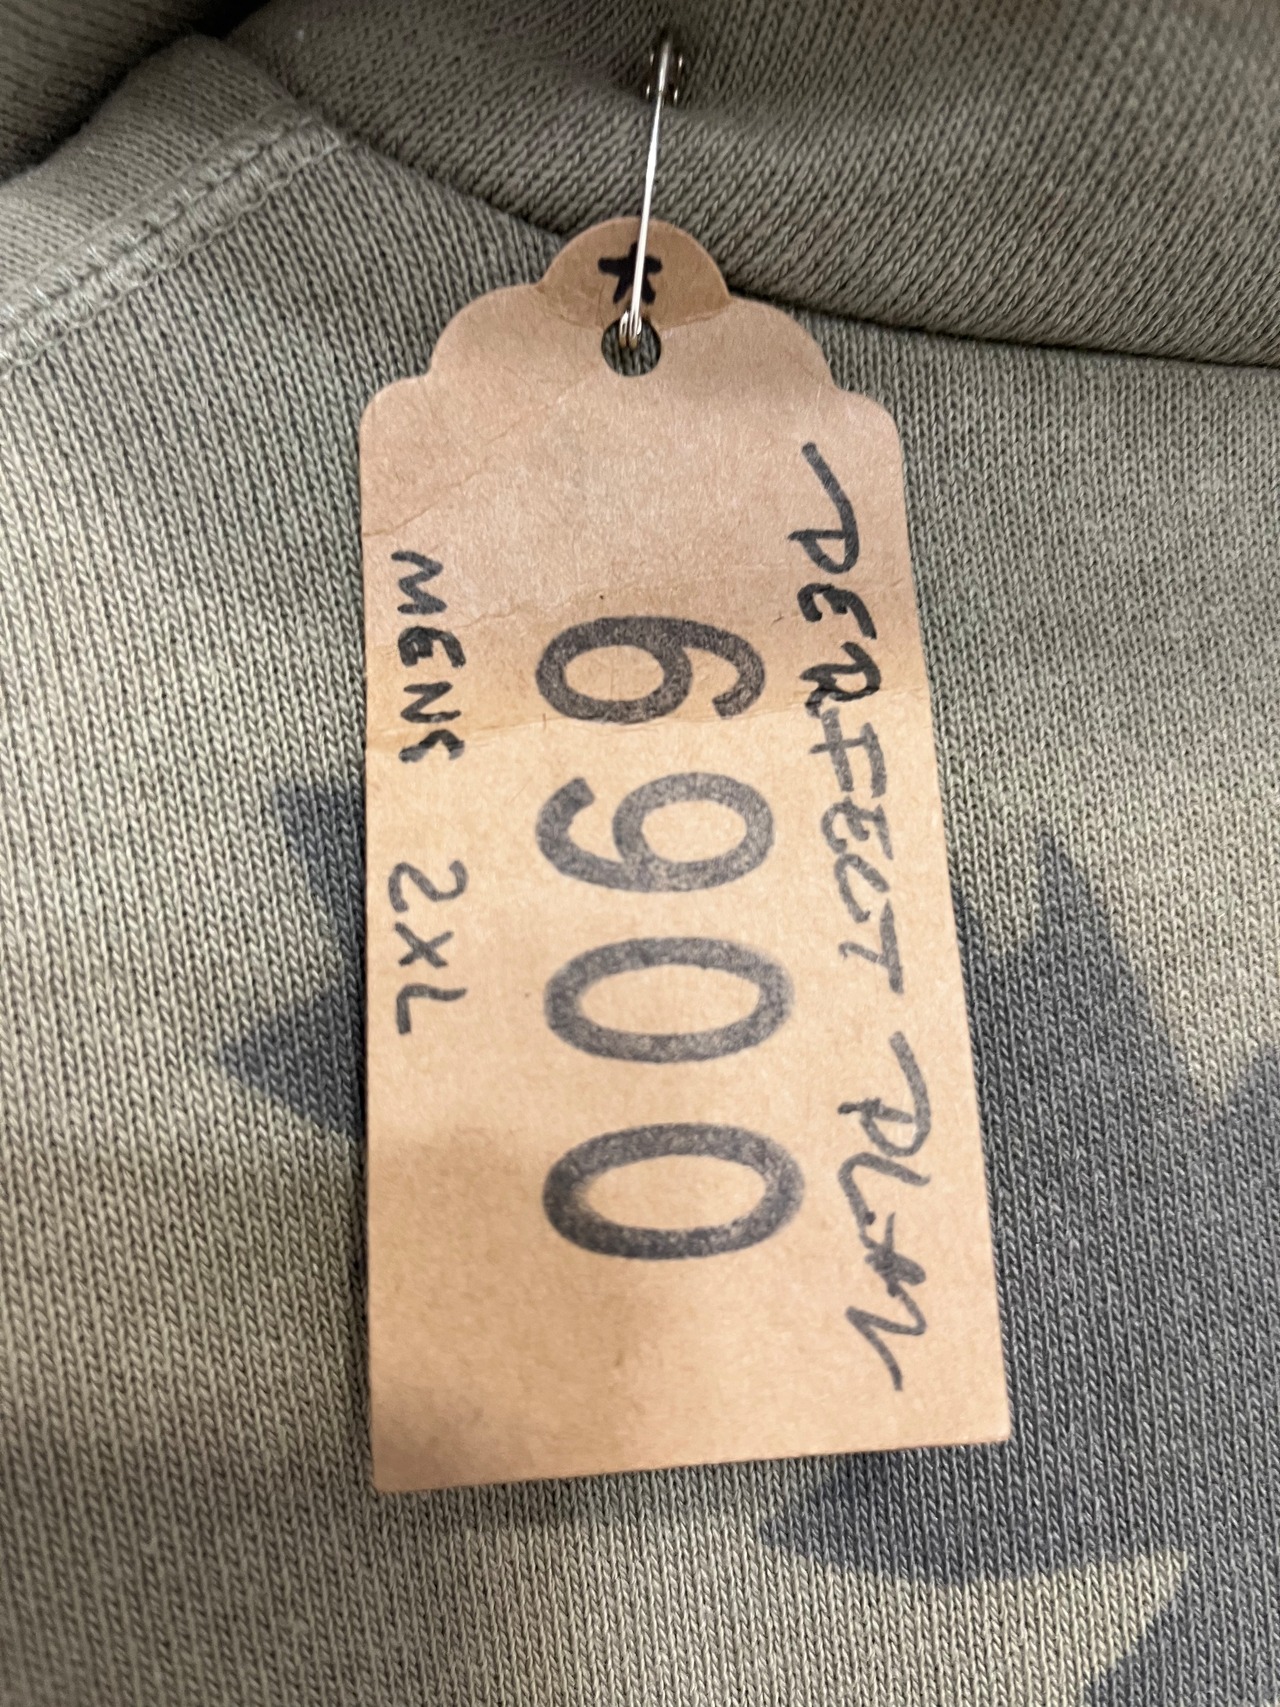 PERFECT PLAN
6900
MENS 2XL
K